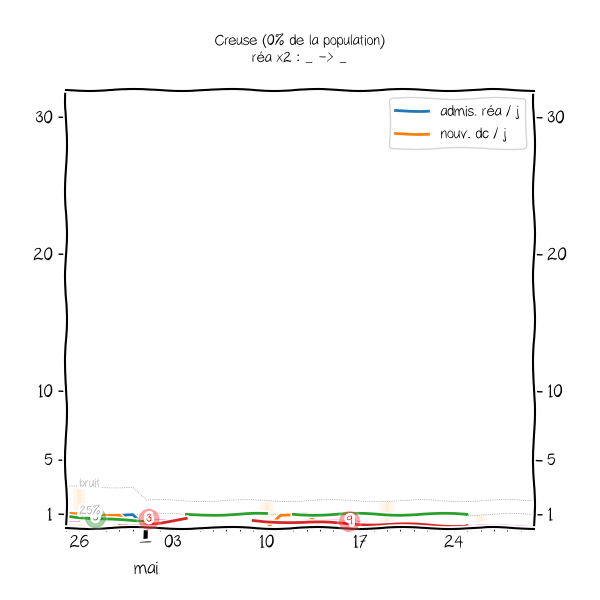 Creuse (0% de la population)
réa x2 : _ -> _
admis. réa / j
nouv. dc / j
30 30
20 20
10 10
5 5
1 1
bruit
25%
3
9
26 03 10 17 24
mai